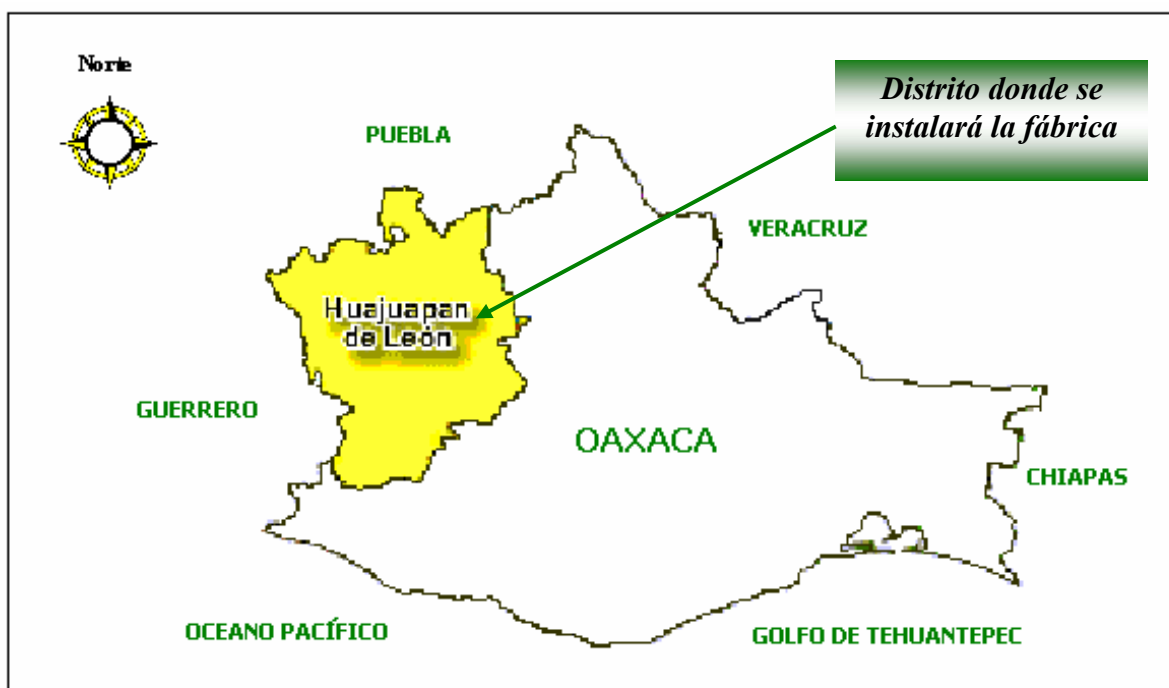 Norte
Distrito donde se
instalará la fábrica
PUEBLA
VERACRUZ
Huajuapan
de León
GUERRERO
OAXACA
CHIAPAS
OCEANO PACÍFICO
GOLFO DE TEHUANTEPEC